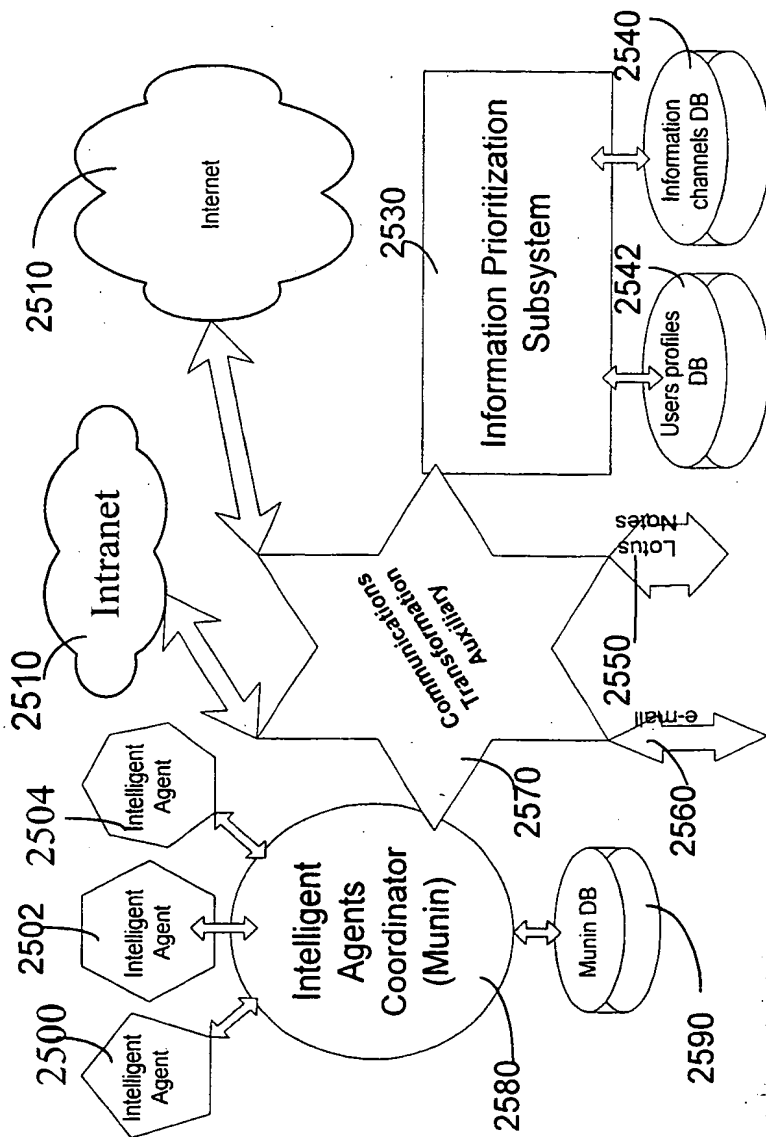 2500
Intelligent
Agent
2502
Intelligent
Agent
2504
Intelligent
Agent
2510
Intranet
2510
Internet
Intelligent
Agents
Coordinator
(Munin)
2580
Communications
Transformation
Auxiliary
2570
2530
Information Prioritization
Subsystem
Munin DB
2590
e-mail
2560
Lotus
Notes
2550
Users profiles
DB
2542
Information
channels DB
2540